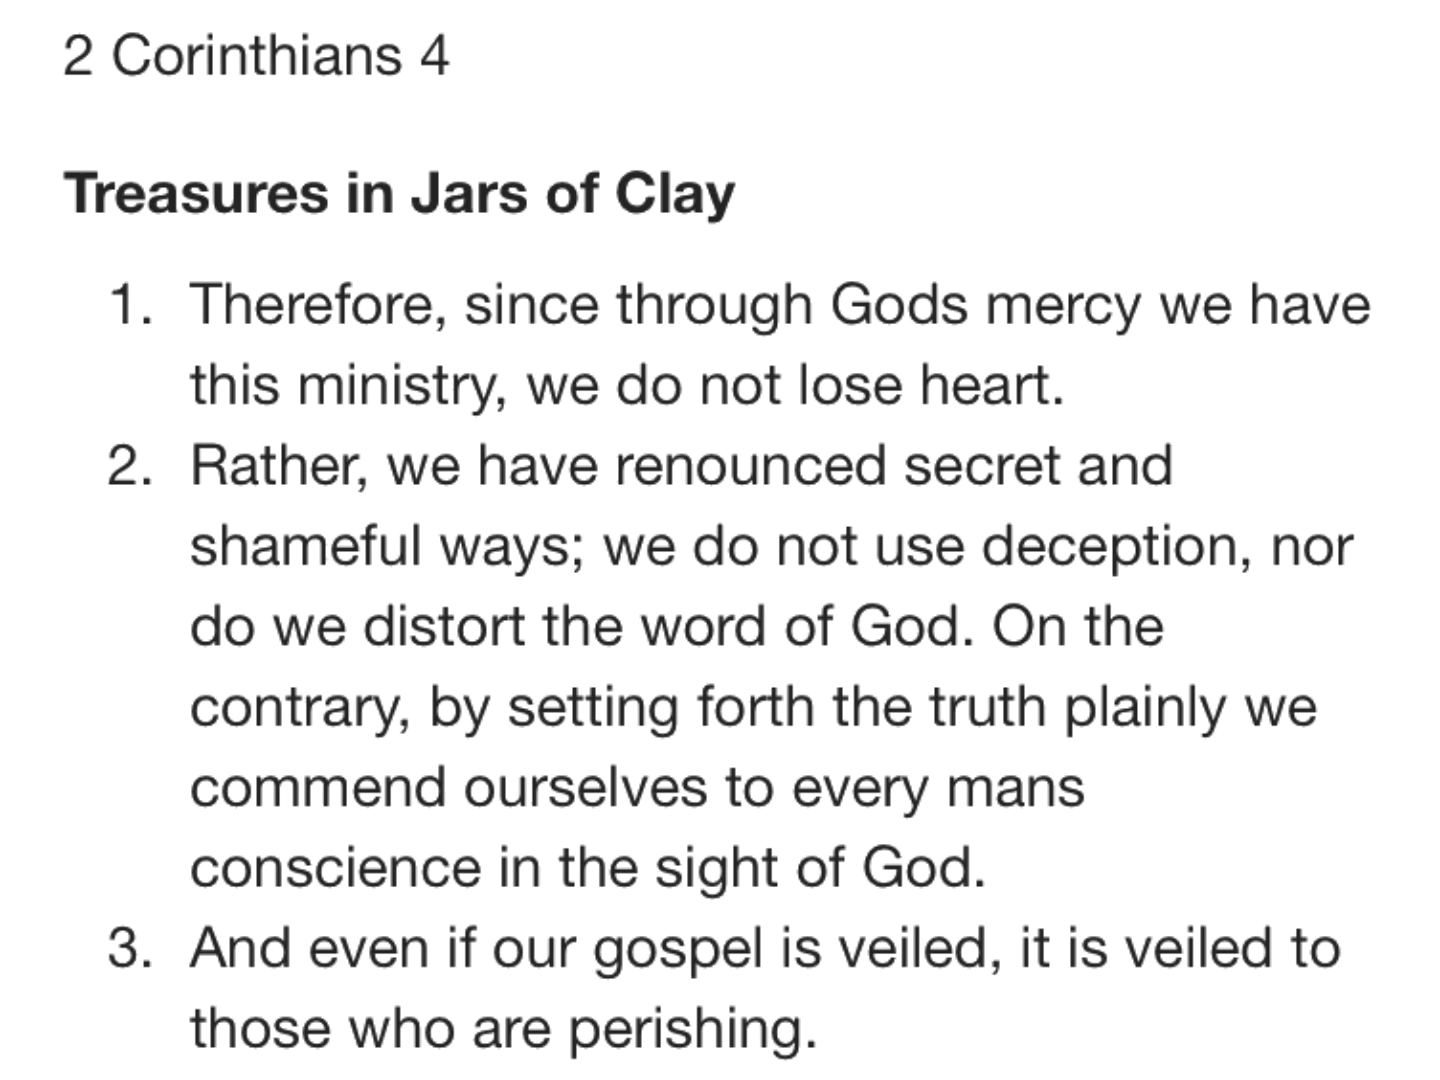 2 Corinthians 4
Treasures in Jars of Clay
1. Therefore, since through Gods mercy we have
this ministry, we do not lose heart.
2. Rather, we have renounced secret and
shameful ways; we do not use deception, nor
do we distort the word of God. On the
contrary, by setting forth the truth plainly we
commend ourselves to every mans
conscience in the sight of God.
3. And even if our gospel is veiled, it is veiled to
those who are perishing.